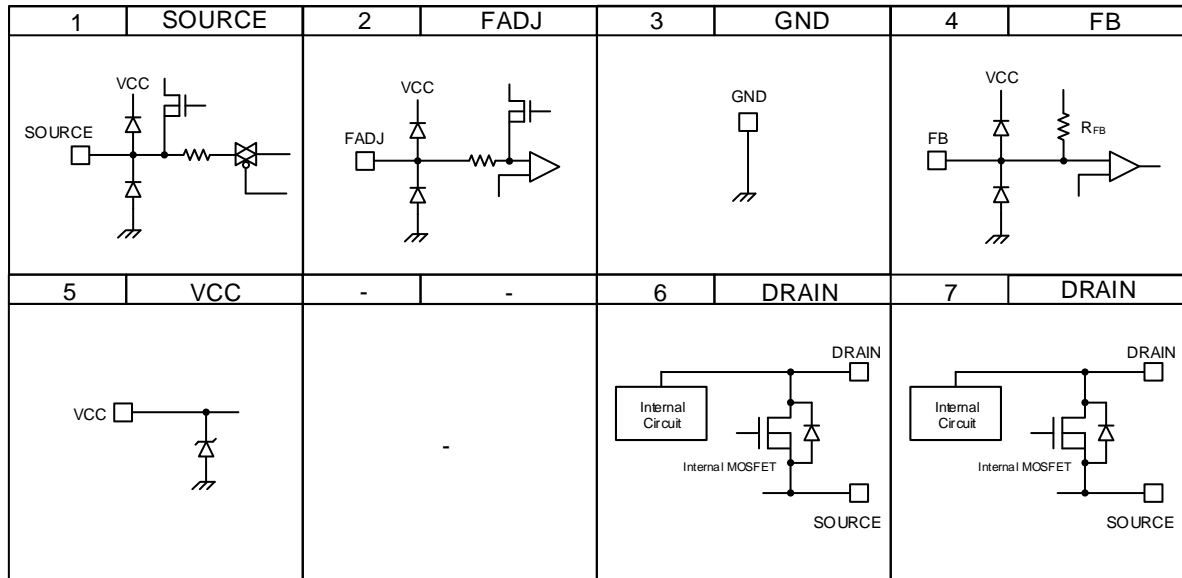 1 SOURCE 2 FADJ 3 GND 4 FB
VCC
SOURCE
VCC
FADJ
GND
VCC
RFB
FB
5 VCC - - 6 DRAIN 7 DRAIN
VCC
-
DRAIN
Internal
Circuit
Internal MOSFET
SOURCE
DRAIN
Internal
Circuit
Internal MOSFET
SOURCE